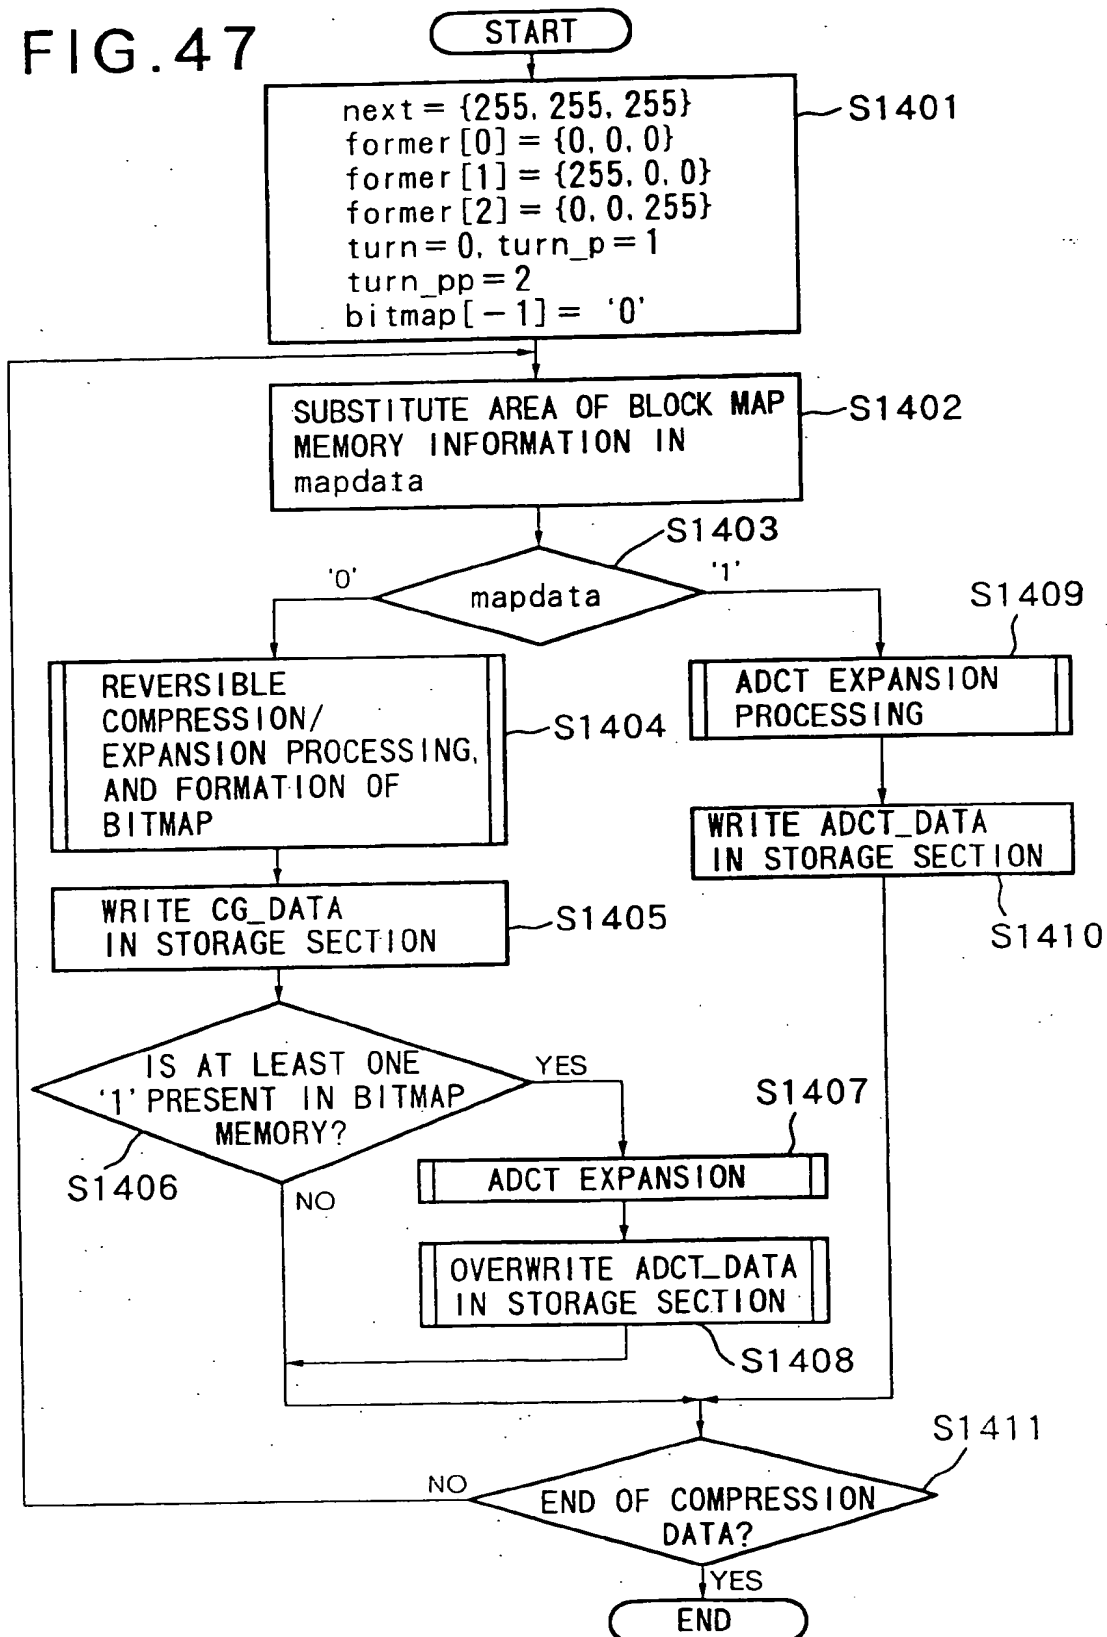 FIG.47
START
next = {255, 255, 255}
former[0] = {0, 0, 0}
former[1] = {255, 0, 0}
former[2] = {0, 0, 255}
turn = 0, turn_p = 1
turn_pp = 2
bitmap[-1] = '0'
S1401
SUBSTITUTE AREA OF BLOCK MAP
MEMORY INFORMATION IN
mapdata
S1402
S1403
'0'
mapdata
'1'
S1409
REVERSIBLE
COMPRESSION/
EXPANSION PROCESSING,
AND FORMATION OF
BITMAP
S1404
ADCT EXPANSION
PROCESSING
WRITE ADCT_DATA
IN STORAGE SECTION
S1410
WRITE CG_DATA
IN STORAGE SECTION
S1405
IS AT LEAST ONE
'1' PRESENT IN BITMAP
MEMORY?
YES
S1407
S1406
NO
ADCT EXPANSION
OVERWRITE ADCT_DATA
IN STORAGE SECTION
S1408
S1411
NO
END OF COMPRESSION
DATA?
YES
END